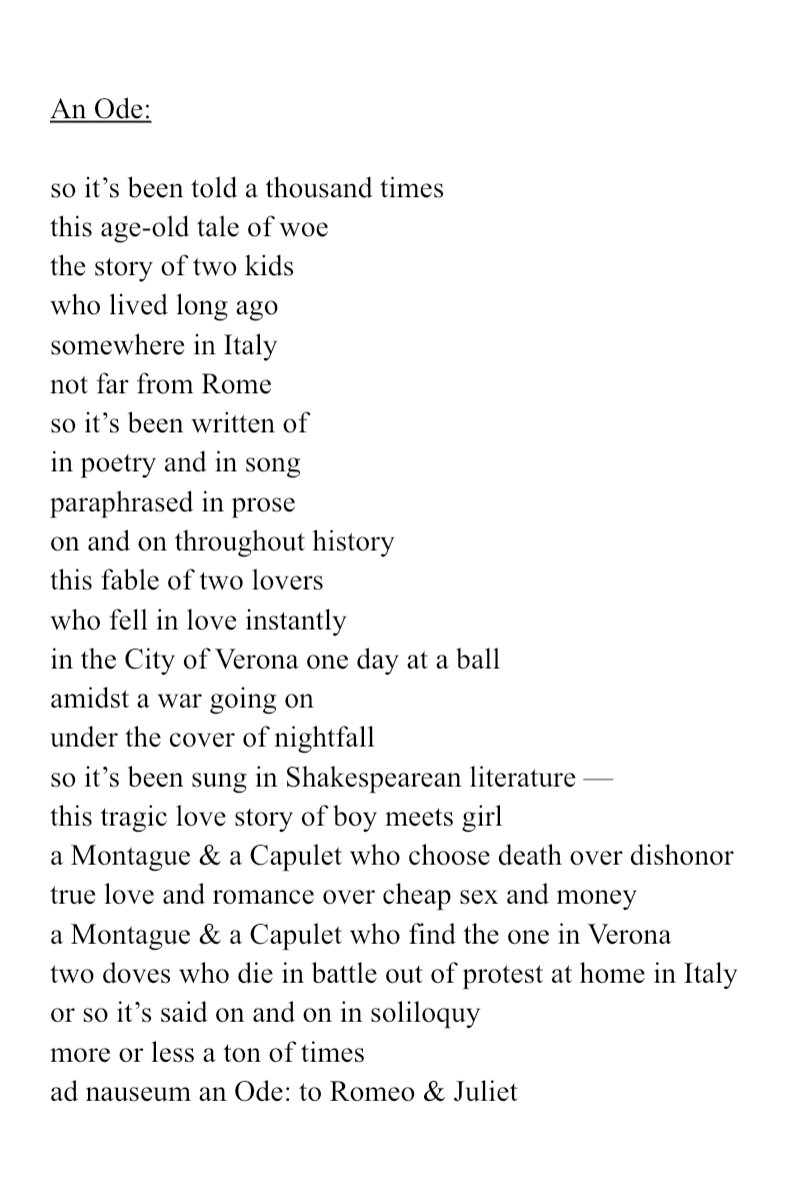 An Ode:
so it’s been told a thousand times
this age-old tale of woe
the story of two kids
who lived long ago
somewhere in Italy
not far from Rome
so it’s been written of
in poetry and in song
paraphrased in prose
on and on throughout history
this fable of two lovers
who fell in love instantly
in the City of Verona one day at a ball
amidst a war going on
under the cover of nightfall
so it’s been sung in Shakespearean literature —
this tragic love story of boy meets girl
a Montague & a Capulet who choose death over dishonor
true love and romance over cheap sex and money
a Montague & a Capulet who find the one in Verona
two doves who die in battle out of protest at home in Italy
or so it’s said on and on in soliloquy
more or less a ton of times
ad nauseum an Ode: to Romeo & Juliet